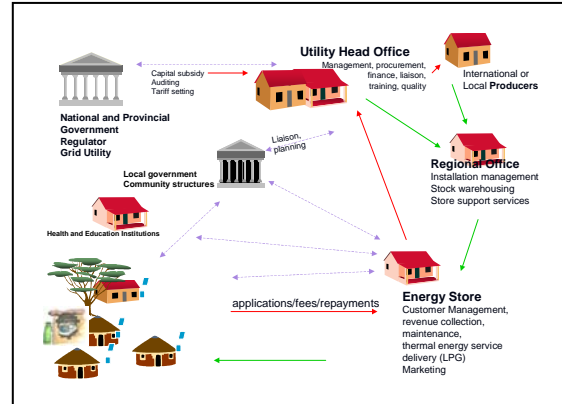 Utility Head Office
Management, procurement,
finance, liaison,
training, quality
Capital subsidy
Auditing
Tariff setting
International or
Local Producers
National and Provincial
Government
Regulator
Grid Utility
Liaison,
planning
Regional Office
Installation management
Stock warehousing
Store support services
Local government
Community structures
Health and Education Institutions
applications/fees/repayments
Energy Store
Customer Management,
revenue collection,
maintenance,
thermal energy service
delivery (LPG)
Marketing